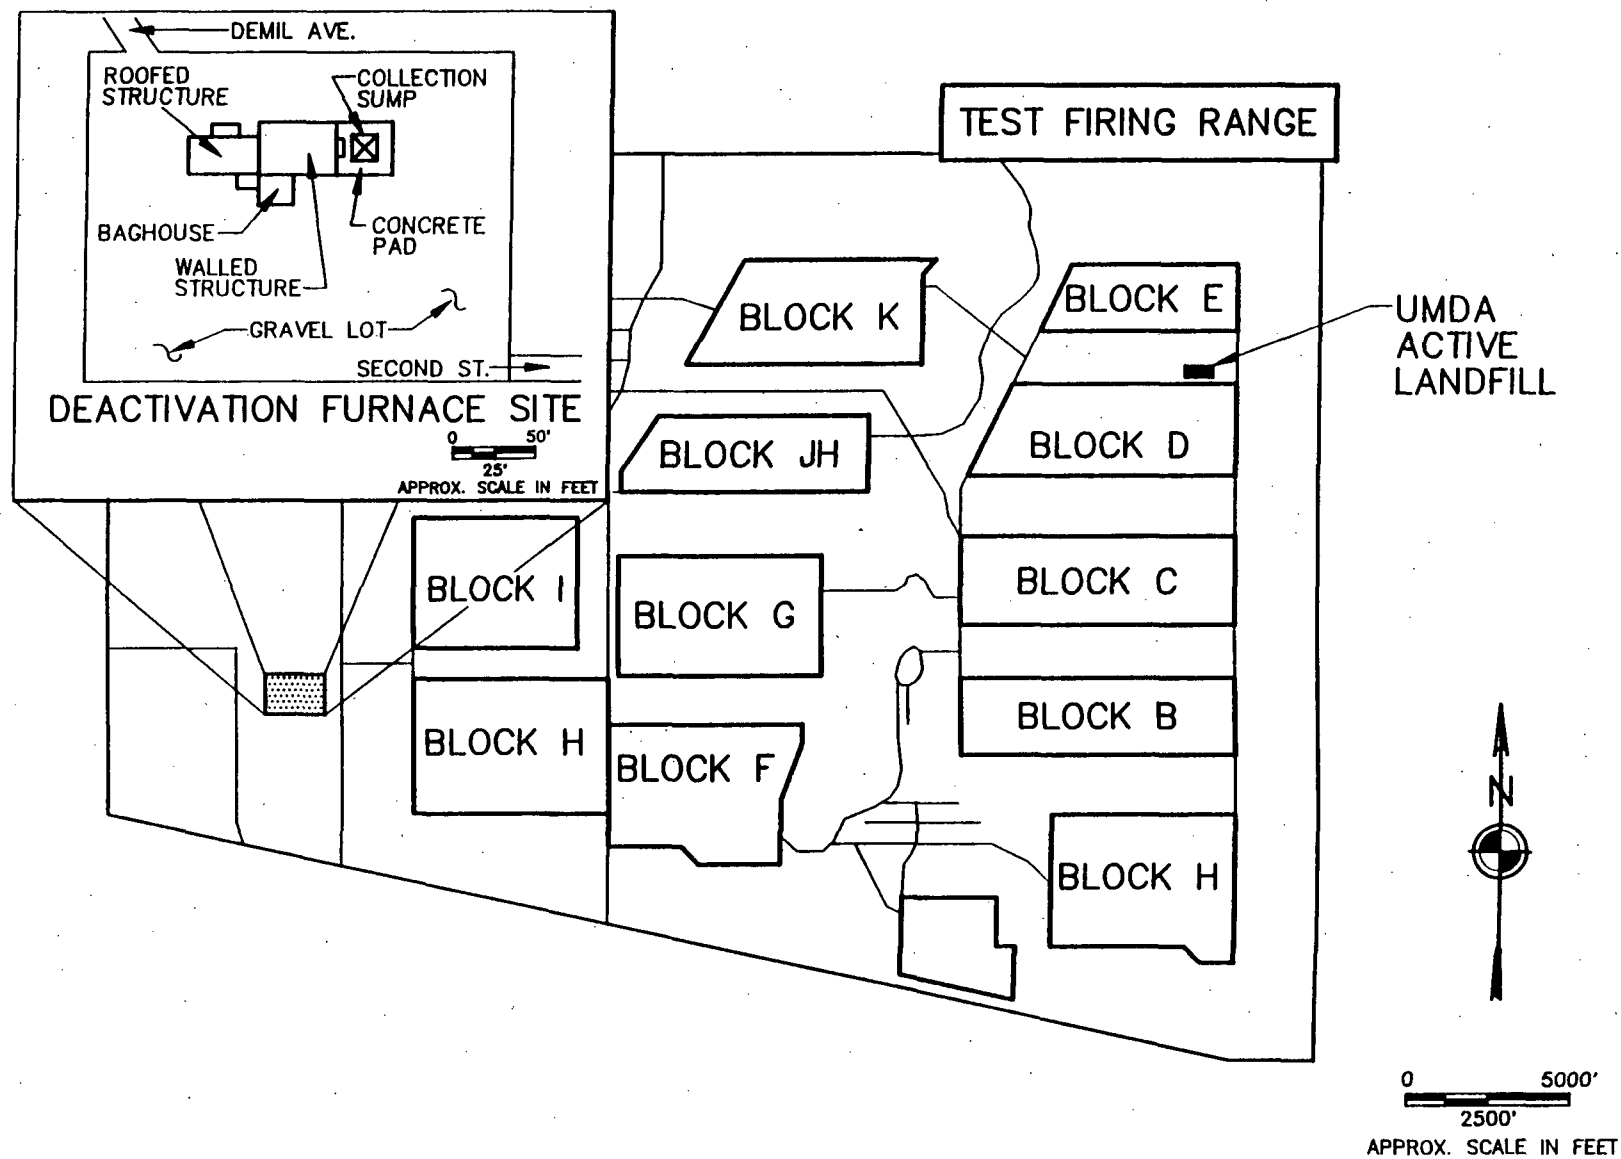 DEMIL AVE.
ROOFED
STRUCTURE
COLLECTION
SUMP
BAGHOUSE
CONCRETE
PAD
WALLED
STRUCTURE
GRAVEL LOT
SECOND ST.
DEACTIVATION FURNACE SITE
0 50'
25'
APPROX. SCALE IN FEET
TEST FIRING RANGE
BLOCK K
BLOCK E
UMDA
ACTIVE
LANDFILL
BLOCK JH
BLOCK D
BLOCK I
BLOCK G
BLOCK C
BLOCK H
BLOCK F
BLOCK B
BLOCK H
N
0 5000'
2500'
APPROX. SCALE IN FEET